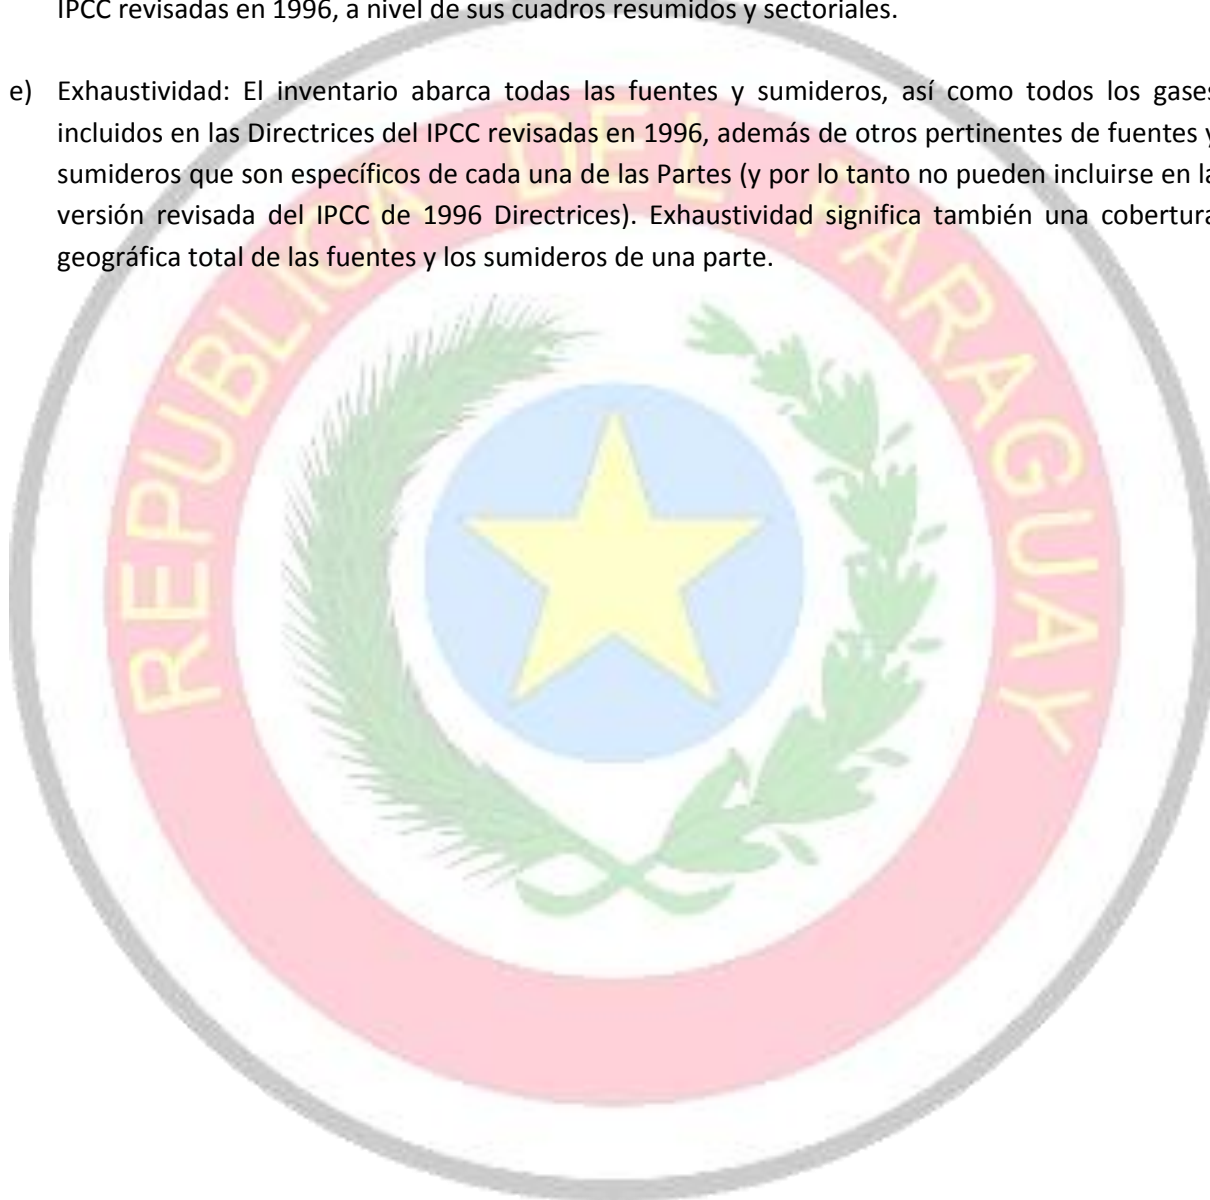 IPCC revisadas en 1996, a nivel de sus cuadros resumidos y sectoriales.
e) Exhaustividad: El inventario abarca todas las fuentes y sumideros, así como todos los gases
incluidos en las Directrices del IPCC revisadas en 1996, además de otros pertinentes de fuentes y
sumideros que son específicos de cada una de las Partes (y por lo tanto no pueden incluirse en la
versión revisada del IPCC de 1996 Directrices). Exhaustividad significa también una cobertura
geográfica total de las fuentes y los sumideros de una parte.
REPUBLICA DEL PARAGUAY